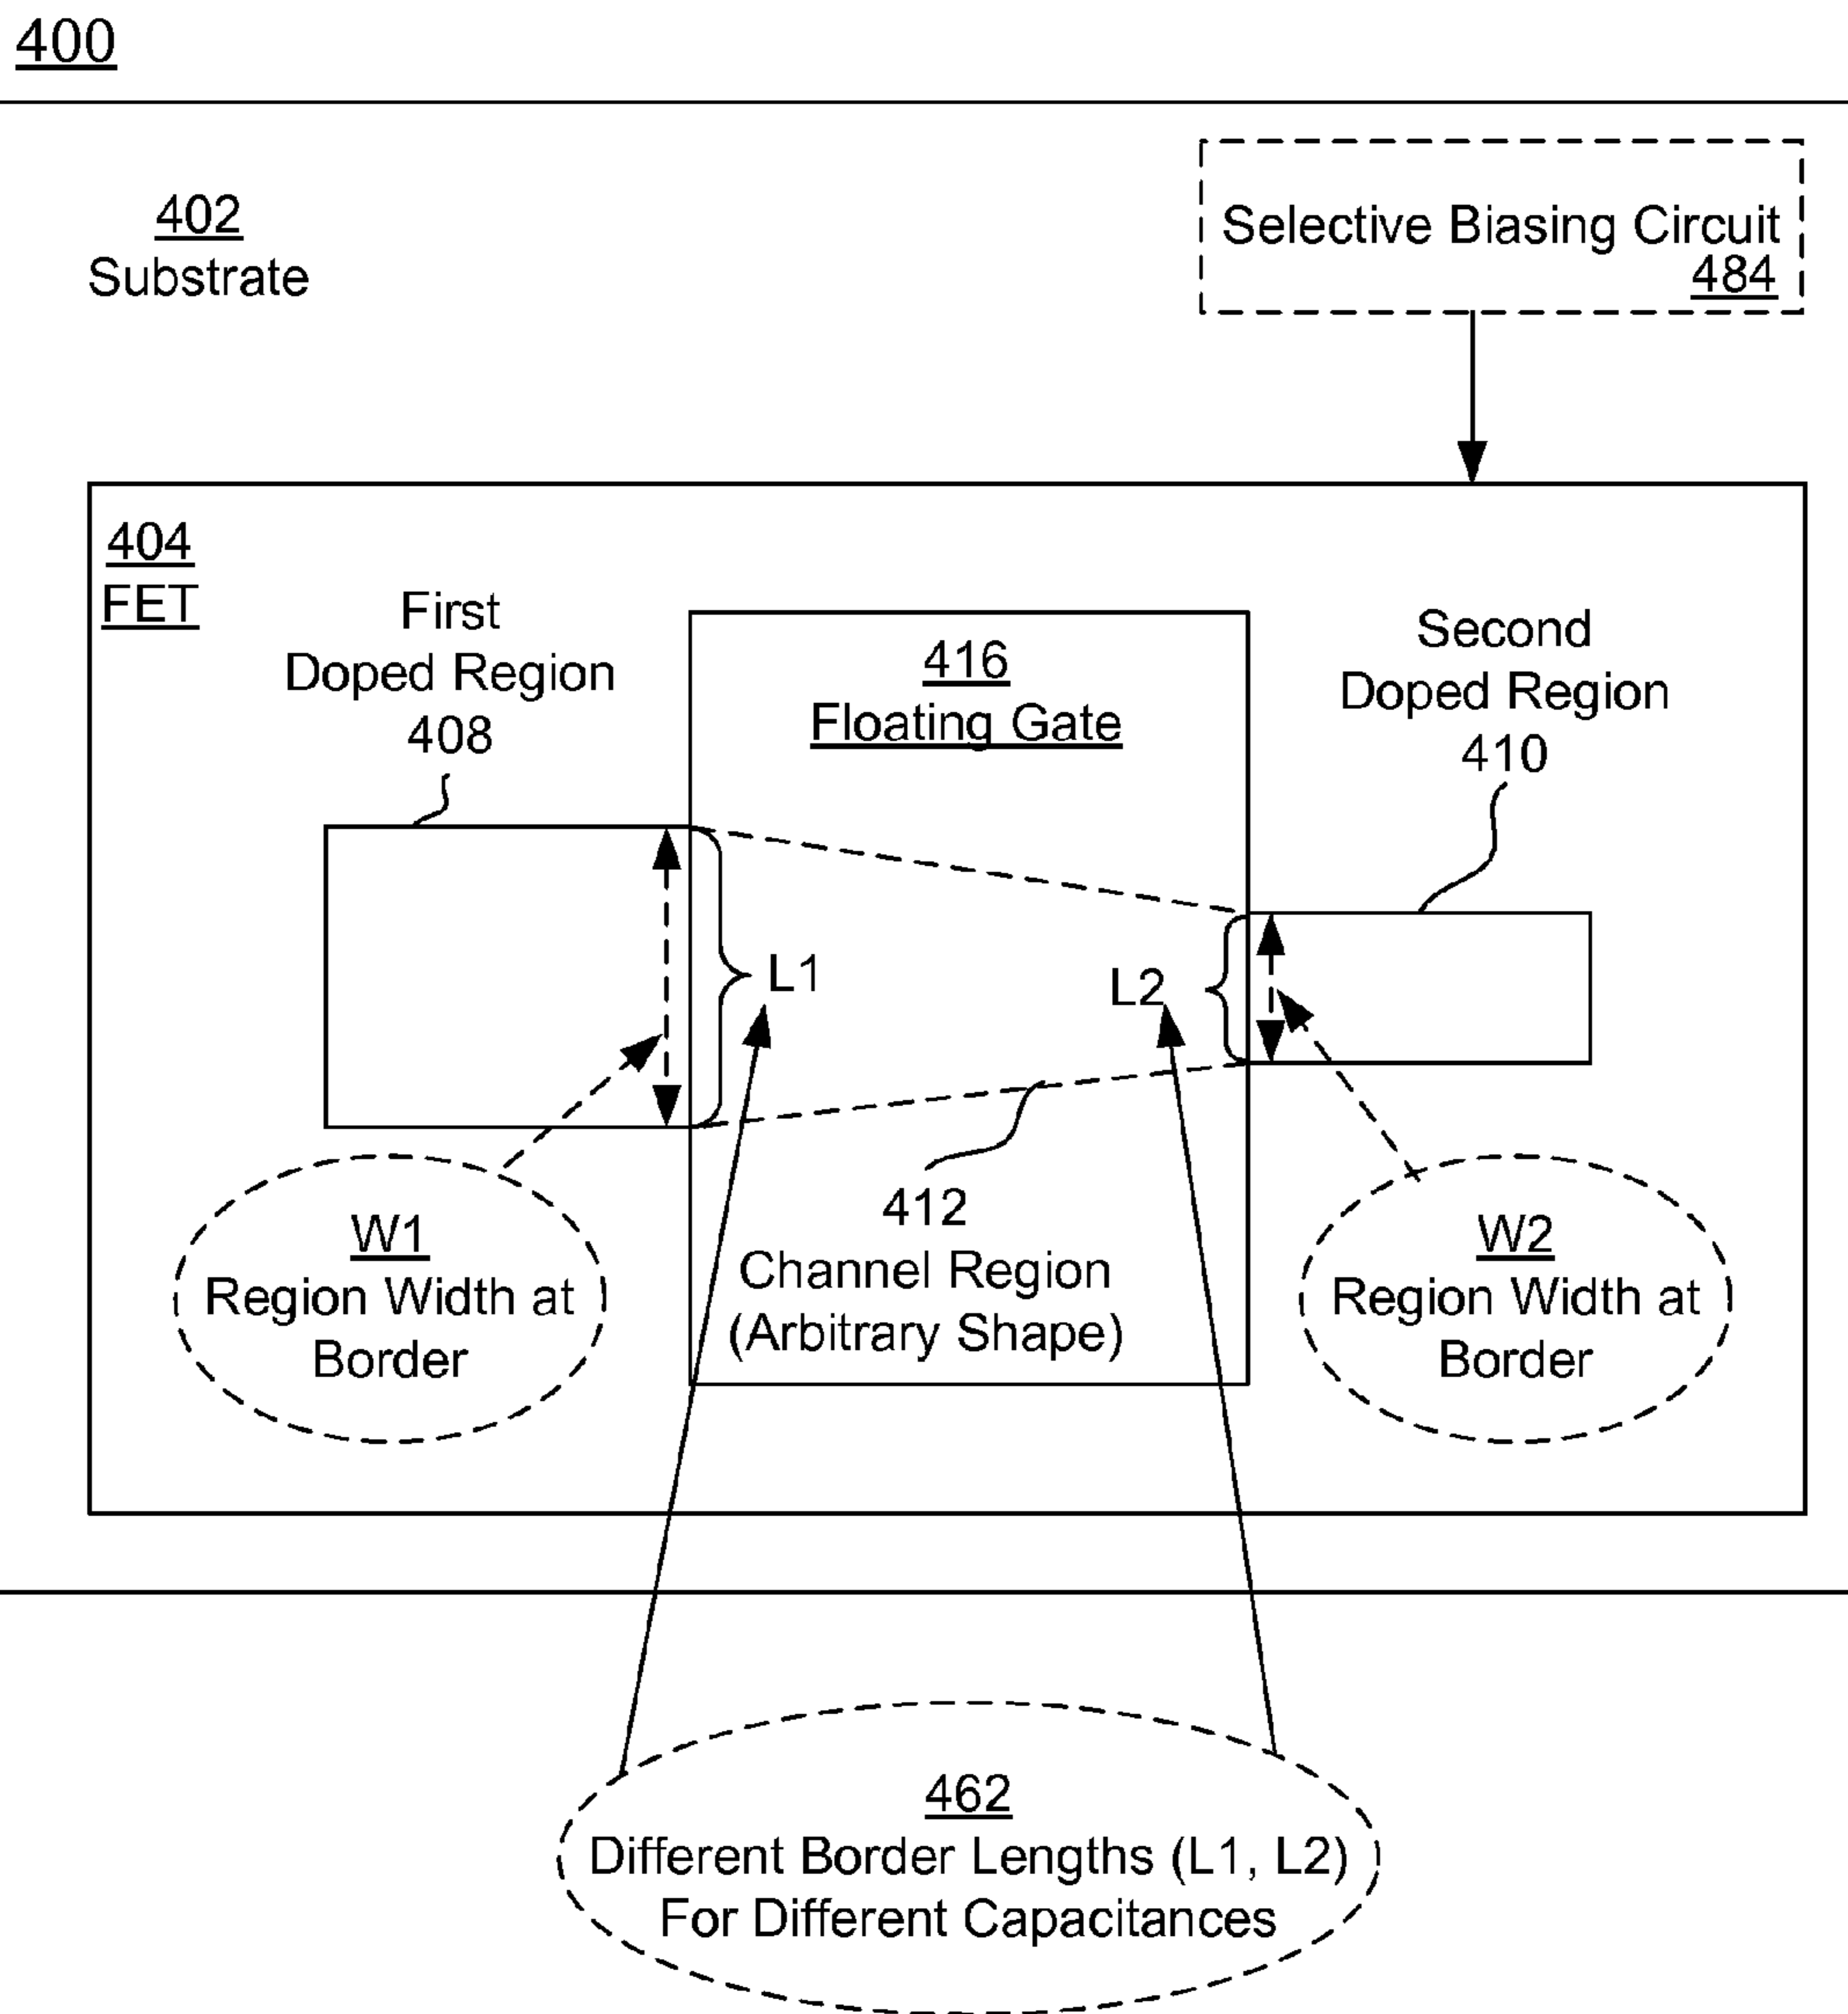 400
402
Substrate
Selective Biasing Circuit
484
404
FET
First
Doped Region
408
416
Floating Gate
Second
Doped Region
410
L1
L2
412
Channel Region
(Arbitrary Shape)
W1
Region Width at
Border
W2
Region Width at
Border
462
Different Border Lengths (L1, L2)
For Different Capacitances